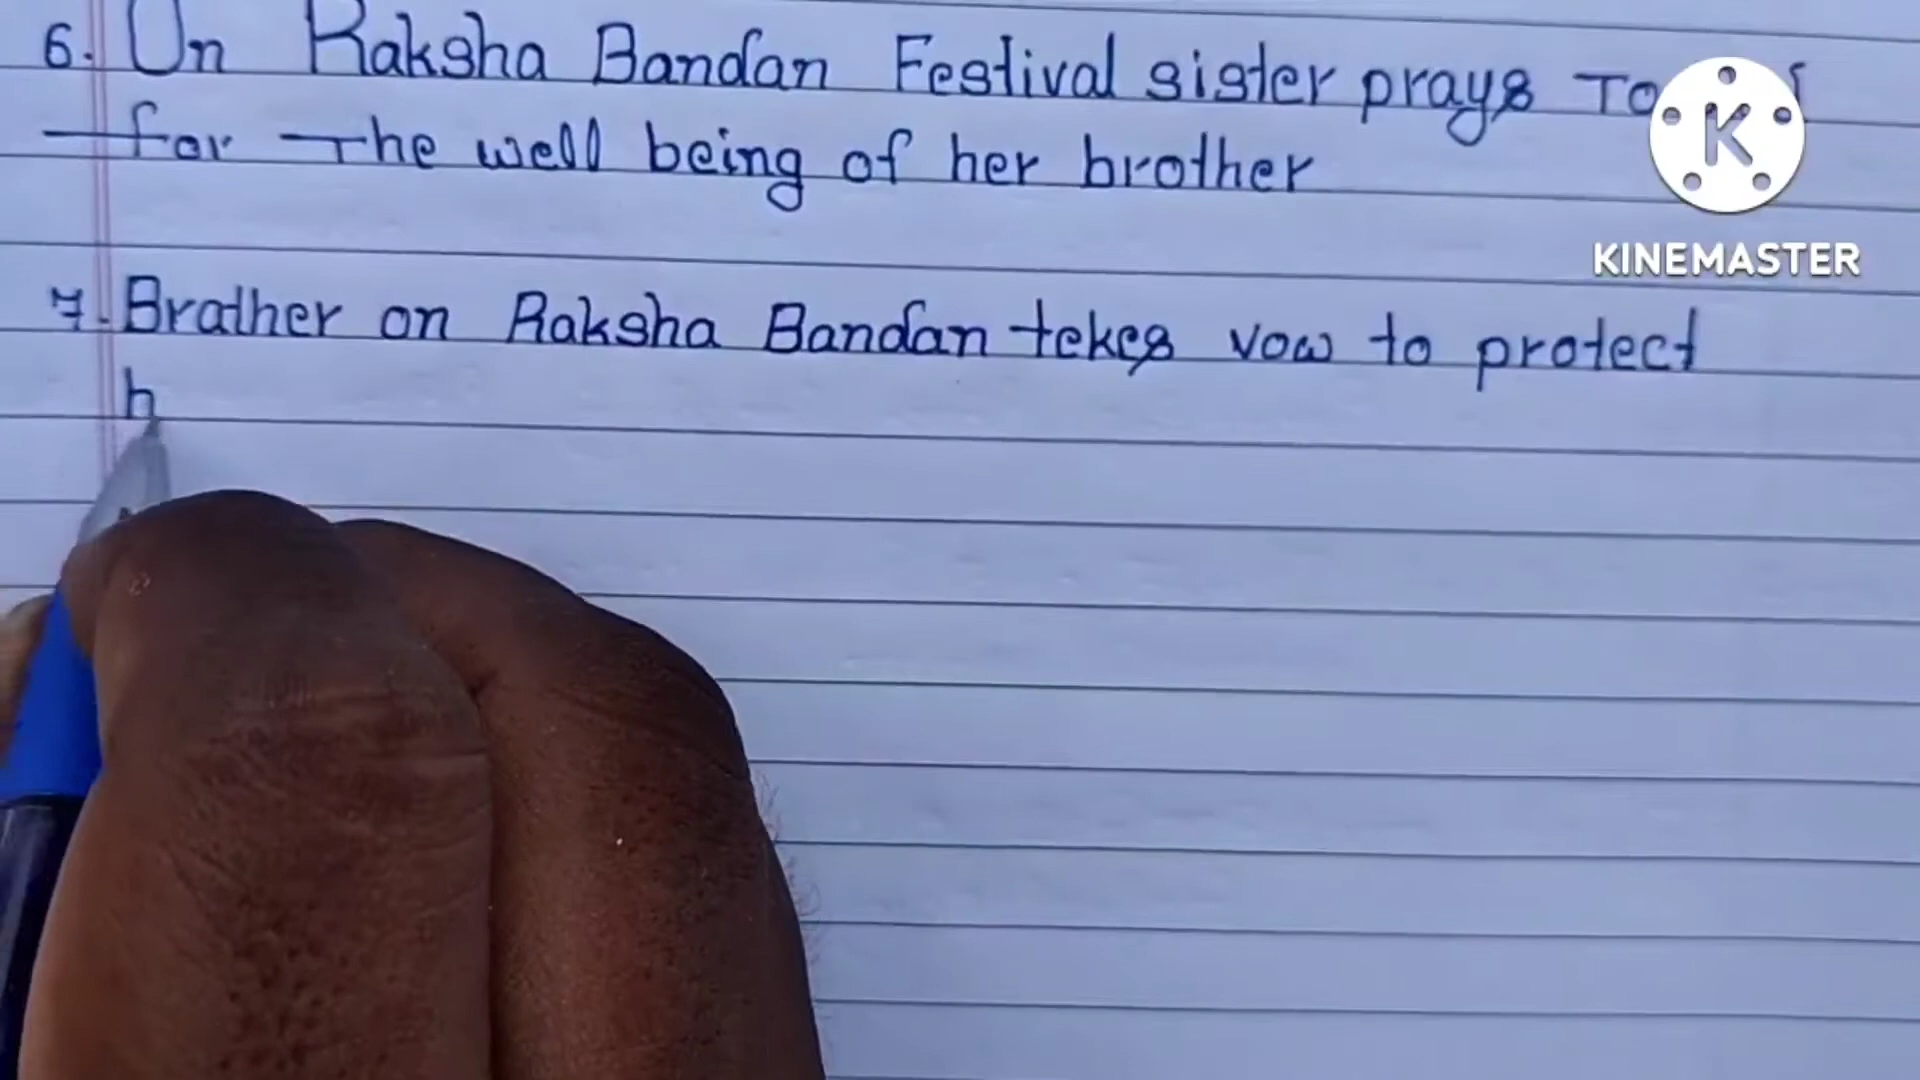 6. On Raksha Bandan Festival sister prays To
for The well being of her brother
7. Brather on Raksha Bandan tekes vow to protect
h
K
KINEMASTER